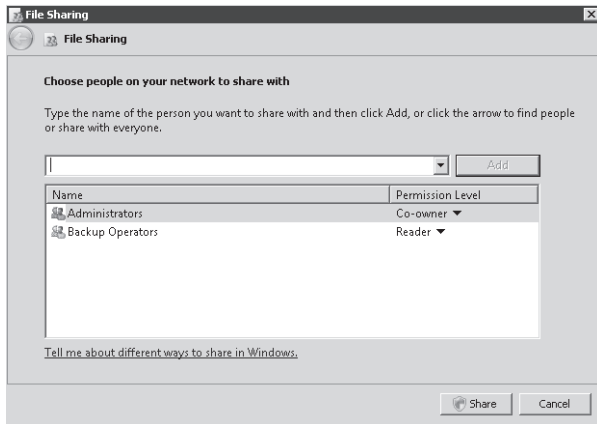 File Sharing
File Sharing
Choose people on your network to share with
Type the name of the person you want to share with and then click Add, or click the arrow to find people
or share with everyone.
Add
Name Permission Level
Administrators Co-owner
Backup Operators Reader
Tell me about different ways to share in Windows.
Share Cancel